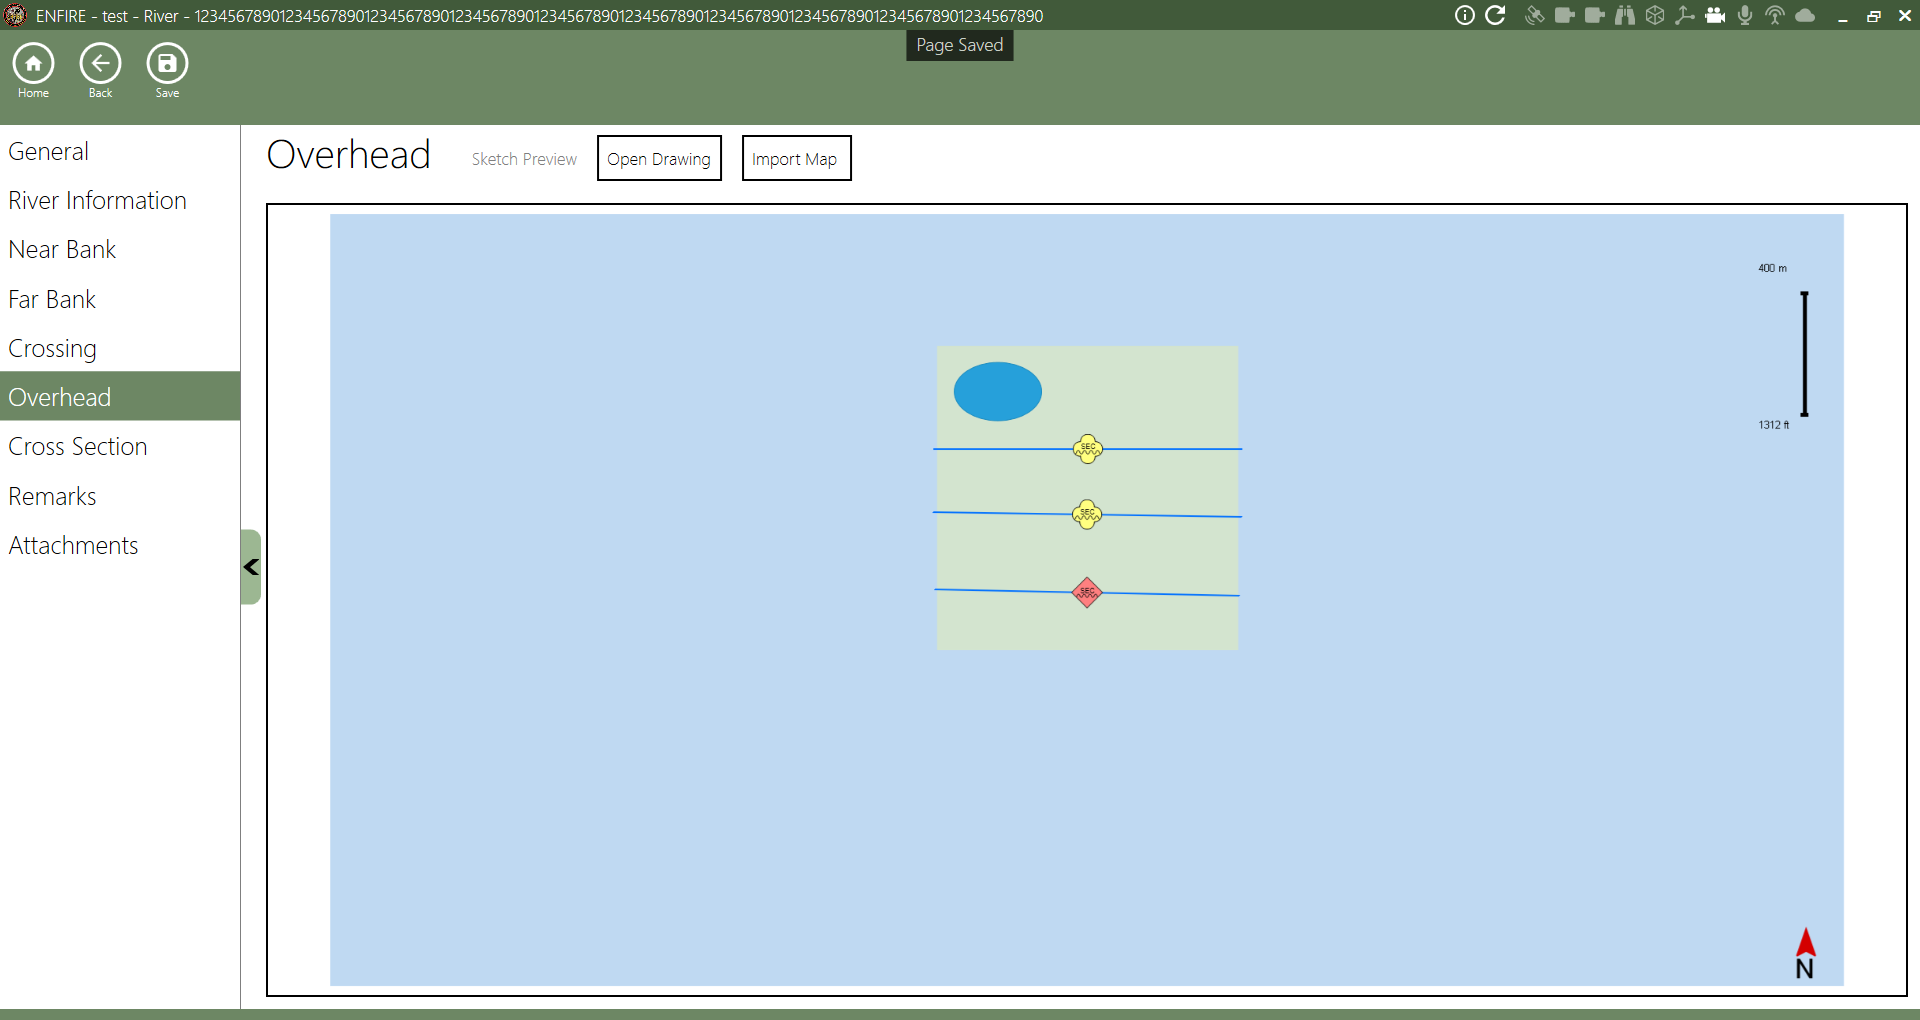 ENFIRE - test - River - 1234567890123456789012345678901234567890123456789012345678901234567890123456789012345678901234567890
Page Saved
Home
Back
Save
General
River Information
Near Bank
Far Bank
Crossing
Overhead
Cross Section
Remarks
Attachments
Overhead
Sketch Preview
Open Drawing
Import Map
400 m
1312 ft
SEC
SEC
SEC
N